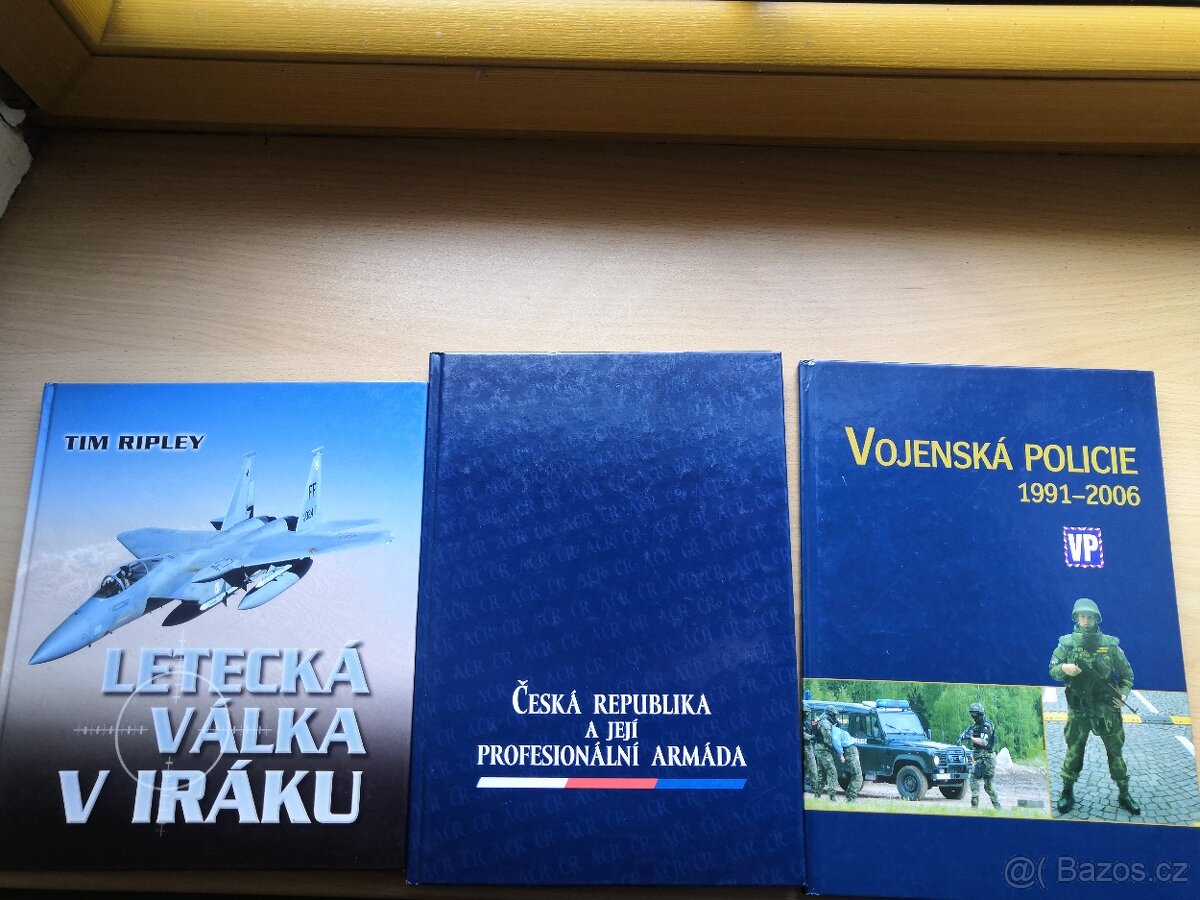 TIM RIPLEY
FF
LETECKÁ
VÁLKA
V IRÁKU
ČESKÁ REPUBLIKA
A JEJÍ
PROFESIONÁLNÍ ARMÁDA
VOJENSKÁ POLICIE
1991–2006
VP
@( Bazos.cz